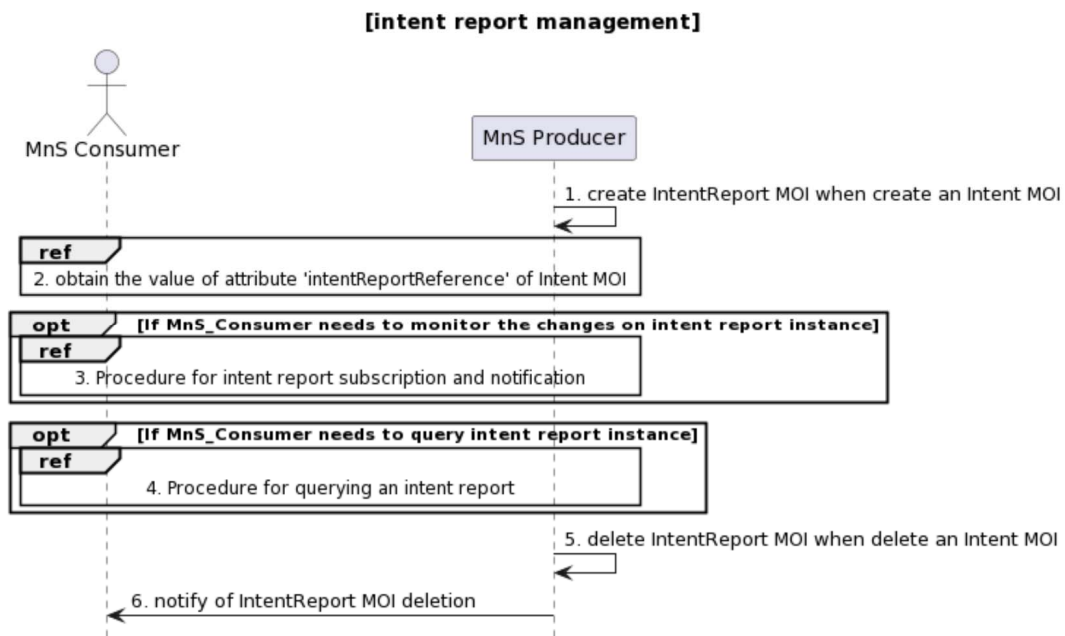 [intent report management]
MnS Consumer
MnS Producer
1. create IntentReport MOI when create an Intent MOI
ref
2. obtain the value of attribute 'intentReportReference' of Intent MOI
opt [If MnS_Consumer needs to monitor the changes on intent report instance]
ref
3. Procedure for intent report subscription and notification
opt [If MnS_Consumer needs to query intent report instance]
ref
4. Procedure for querying an intent report
5. delete IntentReport MOI when delete an Intent MOI
6. notify of IntentReport MOI deletion